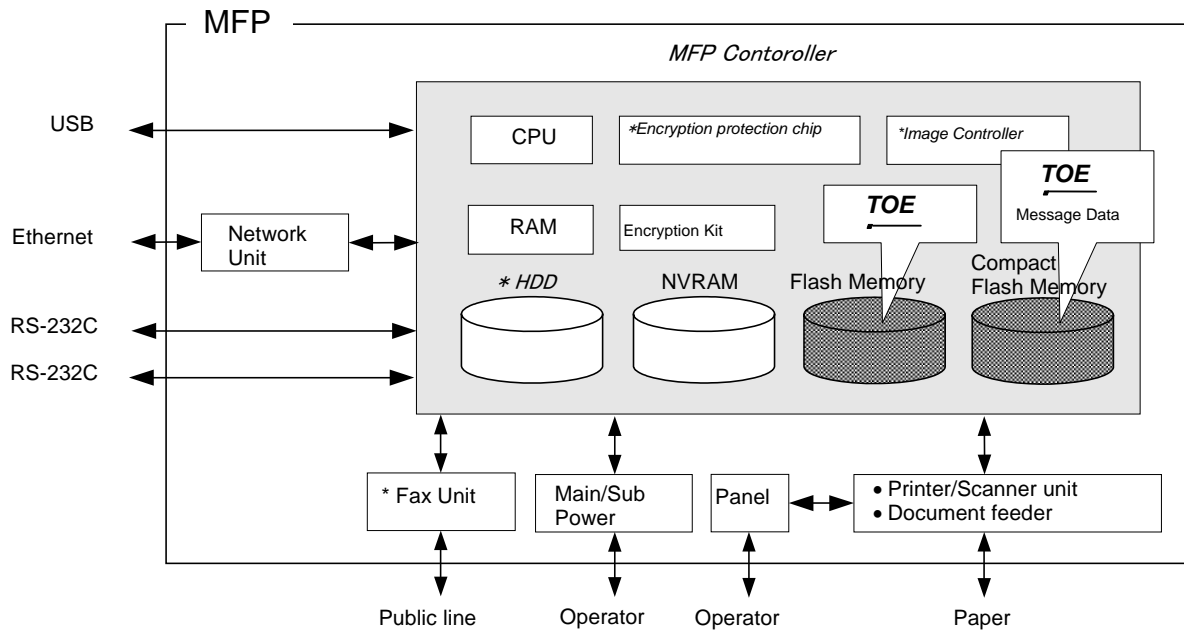 MFP
MFP Contoroller
USB
CPU
*Encryption protection chip
*Image Controller
TOE
Message Data
TOE
Ethernet
Network
Unit
RAM
Encryption Kit
* HDD
NVRAM
Flash Memory
Compact
Flash Memory
RS-232C
RS-232C
* Fax Unit
Main/Sub
Power
Panel
• Printer/Scanner unit
• Document feeder
Public line
Operator
Operator
Paper